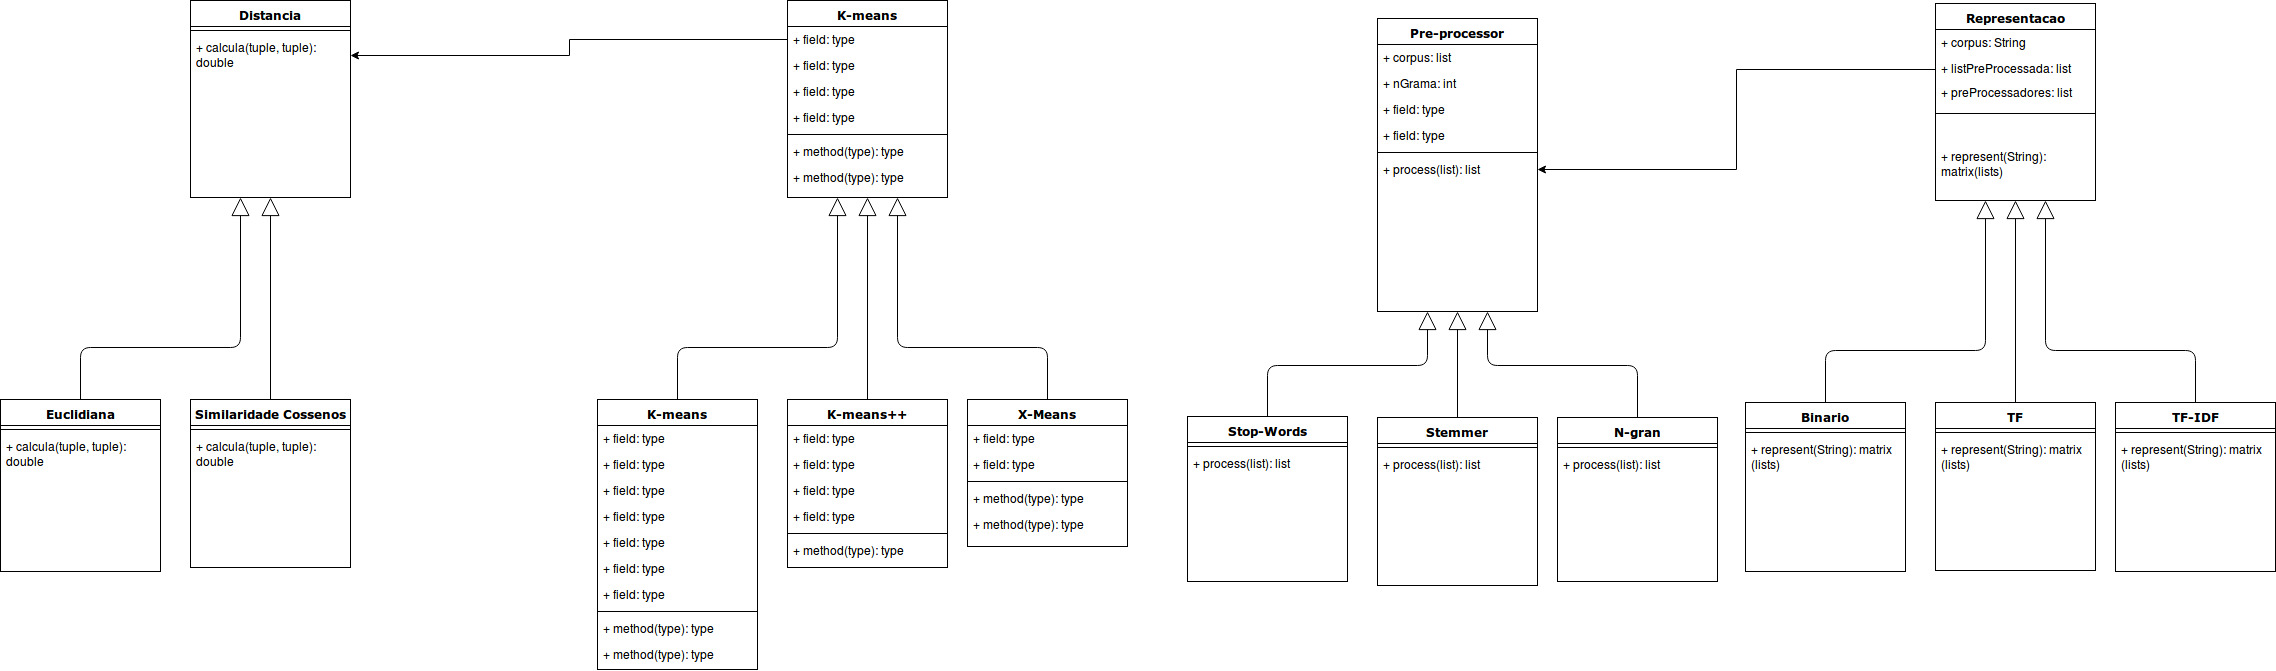 Distancia
+ calcula(tuple, tuple):
double
K-means
+ field: type
+ field: type
+ field: type
+ field: type
+ method(type): type
+ method(type): type
Pre-processor
+ corpus: list
+ nGrama: int
+ field: type
+ field: type
+ process(list): list
Representacao
+ corpus: String
+ listPreProcessada: list
+ preProcessadores: list
+ represent(String):
matrix(lists)
Euclidiana
+ calcula(tuple, tuple):
double
Similaridade Cossenos
+ calcula(tuple, tuple):
double
K-means
+ field: type
+ field: type
+ field: type
+ field: type
+ field: type
+ field: type
+ field: type
+ method(type): type
+ method(type): type
K-means++
+ field: type
+ field: type
+ field: type
+ field: type
+ method(type): type
X-Means
+ field: type
+ field: type
+ method(type): type
+ method(type): type
Stop-Words
+ process(list): list
Stemmer
+ process(list): list
N-gran
+ process(list): list
Binario
+ represent(String): matrix
(lists)
TF
+ represent(String): matrix
(lists)
TF-IDF
+ represent(String): matrix
(lists)